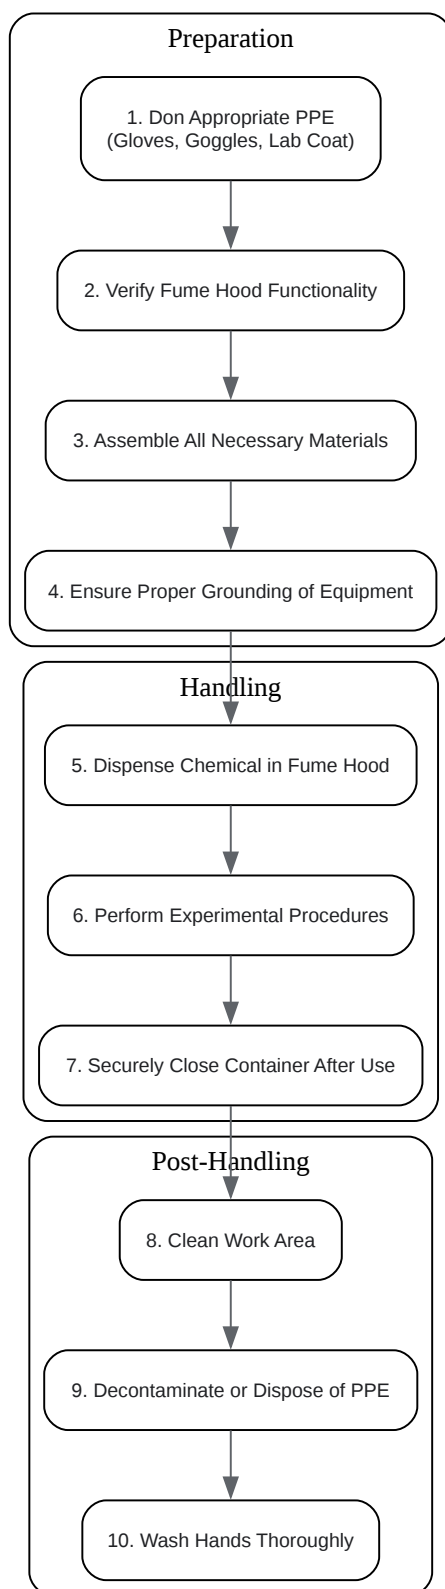 Preparation
1. Don Appropriate PPE
(Gloves, Goggles, Lab Coat)
2. Verify Fume Hood Functionality
3. Assemble All Necessary Materials
4. Ensure Proper Grounding of Equipment
Handling
5. Dispense Chemical in Fume Hood
6. Perform Experimental Procedures
7. Securely Close Container After Use
Post-Handling
8. Clean Work Area
9. Decontaminate or Dispose of PPE
10. Wash Hands Thoroughly